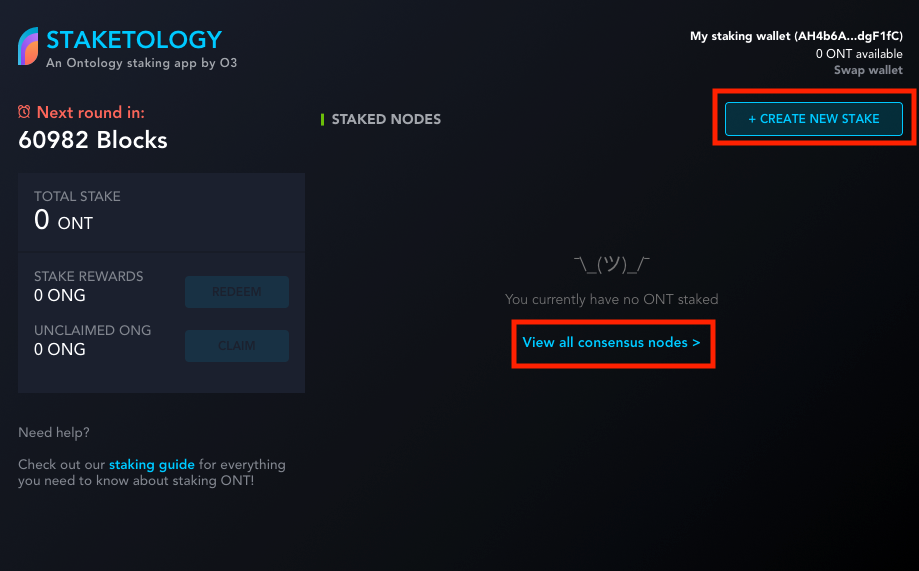 STAKETOLOGY
An Ontology staking app by O3
My staking wallet (AH4b6A...dgF1fC)
0 ONT available
Swap wallet
Next round in:
60982 Blocks
STAKED NODES
+ CREATE NEW STAKE
TOTAL STAKE
0 ONT
STAKE REWARDS
0 ONG
REDEEM
UNCLAIMED ONG
0 ONG
CLAIM
¯\_(ツ)_/¯
You currently have no ONT staked
View all consensus nodes >
Need help?
Check out our staking guide for everything
you need to know about staking ONT!